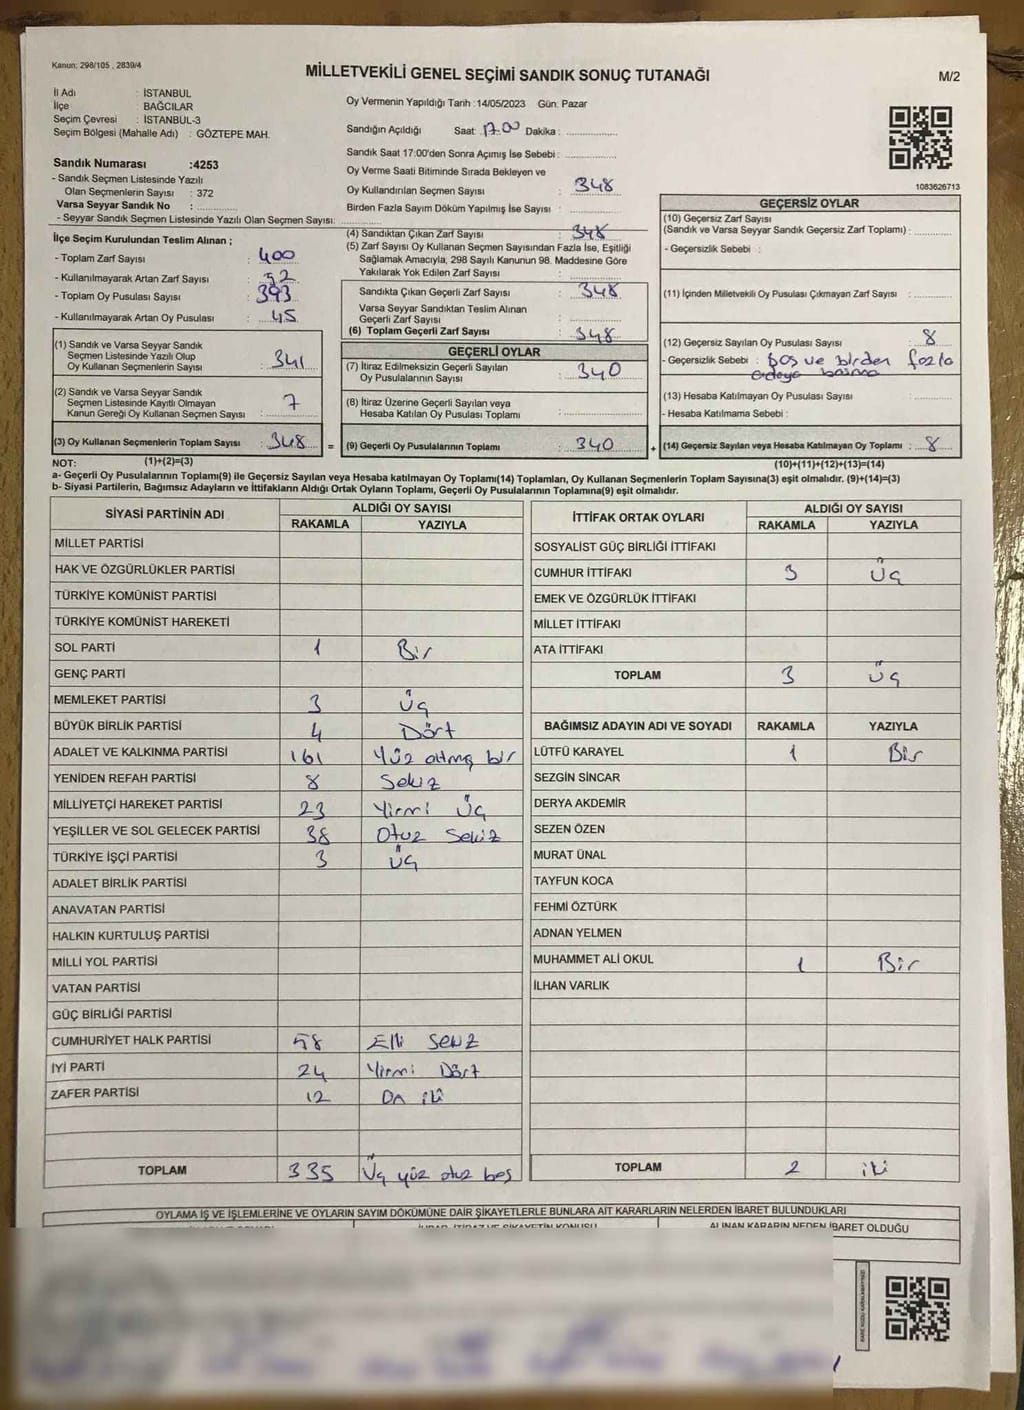 Kanun: 298/105 , 2839/4
MİLLETVEKİLİ GENEL SEÇİMİ SANDIK SONUÇ TUTANAĞI
M/2
İl Adı : İSTANBUL
İlçe : BAĞCILAR
Seçim Çevresi : İSTANBUL-3
Seçim Bölgesi (Mahalle Adı) : GÖZTEPE MAH.
Sandık Numarası :4253
- Sandık Seçmen Listesinde Yazılı
Olan Seçmenlerin Sayısı : 372
Varsa Seyyar Sandık No :
- Seyyar Sandık Seçmen Listesinde Yazılı Olan Seçmen Sayısı:
Oy Vermenin Yapıldığı Tarih :14/05/2023 Gün: Pazar
Sandığın Açıldığı Saat: 17.00 Dakika :
Sandık Saat 17:00'den Sonra Açımış İse Sebebi :
Oy Verme Saati Bitiminde Sırada Bekleyen ve
Oy Kullandırılan Seçmen Sayısı : 348
Birden Fazla Sayım Döküm Yapılmış İse Sayısı :
1083626713
İlçe Seçim Kurulundan Teslim Alınan ;
- Toplam Zarf Sayısı : 400
- Kullanılmayarak Artan Zarf Sayısı : 52
- Toplam Oy Pusulası Sayısı : 393
- Kullanılmayarak Artan Oy Pusulası : 45
(1) Sandık ve Varsa Seyyar Sandık
Seçmen Listesinde Yazılı Olup
Oy Kullanan Seçmenlerin Sayısı : 341
(2) Sandık ve Varsa Seyyar Sandık
Seçmen Listesinde Kayıtlı Olmayan
Kanun Gereği Oy Kullanan Seçmen Sayısı : 7
(3) Oy Kullanan Seçmenlerin Toplam Sayısı : 348 =
(4) Sandıktan Çıkan Zarf Sayısı : 348
(5) Zarf Sayısı Oy Kullanan Seçmen Sayısından Fazla İse, Eşitliği
Sağlamak Amacıyla, 298 Sayılı Kanunun 98. Maddesine Göre
Yakılarak Yok Edilen Zarf Sayısı :
Sandıkta Çıkan Geçerli Zarf Sayısı : 348
Varsa Seyyar Sandıktan Teslim Alınan
Geçerli Zarf Sayısı :
(6) Toplam Geçerli Zarf Sayısı : 348
GEÇERLİ OYLAR
(7) İtiraz Edilmeksizin Geçerli Sayılan
Oy Pusulalarının Sayısı : 340
(8) İtiraz Üzerine Geçerli Sayılan veya
Hesaba Katılan Oy Pusulası Toplamı :
(9) Geçerli Oy Pusulalarının Toplamı : 340 +
GEÇERSİZ OYLAR
(10) Geçersiz Zarf Sayısı
(Sandık ve Varsa Seyyar Sandık Geçersiz Zarf Toplamı) :
- Geçersizlik Sebebi :
(11) İçinden Milletvekili Oy Pusulası Çıkmayan Zarf Sayısı :
(12) Geçersiz Sayılan Oy Pusulası Sayısı : 8
- Geçersizlik Sebebi : Boş ve birden fazla
adaya basma
(13) Hesaba Katılmayan Oy Pusulası Sayısı :
- Hesaba Katılmama Sebebi :
(14) Geçersiz Sayılan veya Hesaba Katılmayan Oy Toplamı : 8
NOT: (1)+(2)=(3) (10)+(11)+(12)+(13)=(14)
a- Geçerli Oy Pusulalarının Toplamı(9) ile Geçersiz Sayılan veya Hesaba katılmayan Oy Toplamı(14) Toplamları, Oy Kullanan Seçmenlerin Toplam Sayısına(3) eşit olmalıdır. (9)+(14)=(3)
b- Siyasi Partilerin, Bağımsız Adayların ve İttifakların Aldığı Ortak Oyların Toplamı, Geçerli Oy Pusulalarının Toplamına(9) eşit olmalıdır.
SİYASİ PARTİNİN ADI ALDIĞI OY SAYISI
RAKAMLA YAZIYLA
MİLLET PARTİSİ
HAK VE ÖZGÜRLÜKLER PARTİSİ
TÜRKİYE KOMÜNİST PARTİSİ
TÜRKİYE KOMÜNİST HAREKETİ
SOL PARTİ 1 Bir
GENÇ PARTİ
MEMLEKET PARTİSİ 3 Üç
BÜYÜK BİRLİK PARTİSİ 4 Dört
ADALET VE KALKINMA PARTİSİ 161 Yüz altmış bir
YENİDEN REFAH PARTİSİ 8 Sekiz
MİLLİYETÇİ HAREKET PARTİSİ 23 Yirmi Üç
YEŞİLLER VE SOL GELECEK PARTİSİ 38 Otuz Sekiz
TÜRKİYE İŞÇİ PARTİSİ 3 Üç
ADALET BİRLİK PARTİSİ
ANAVATAN PARTİSİ
HALKIN KURTULUŞ PARTİSİ
MİLLİ YOL PARTİSİ
VATAN PARTİSİ
GÜÇ BİRLİĞİ PARTİSİ
CUMHURİYET HALK PARTİSİ 58 Elli Sekiz
İYİ PARTİ 24 Yirmi Dört
ZAFER PARTİSİ 12 On iki
TOPLAM 335 Üç yüz otuz beş
İTTİFAK ORTAK OYLARI ALDIĞI OY SAYISI
RAKAMLA YAZIYLA
SOSYALİST GÜÇ BİRLİĞİ İTTİFAKI
CUMHUR İTTİFAKI 3 Üç
EMEK VE ÖZGÜRLÜK İTTİFAKI
MİLLET İTTİFAKI
ATA İTTİFAKI
TOPLAM 3 Üç
BAĞIMSIZ ADAYIN ADI VE SOYADI RAKAMLA YAZIYLA
LÜTFÜ KARAYEL 1 Bir
SEZGİN SİNCAR
DERYA AKDEMİR
SEZEN ÖZEN
MURAT ÜNAL
TAYFUN KOCA
FEHMİ ÖZTÜRK
ADNAN YELMEN
MUHAMMET ALİ OKUL 1 Bir
İLHAN VARLIK
TOPLAM 2 iki
OYLAMA İŞ VE İŞLEMLERİNE VE OYLARIN SAYIM DÖKÜMÜNE DAİR ŞİKAYETLERLE BUNLARA AİT KARARLARIN NELERDEN İBARET BULUNDUKLARI
ALINAN KARARIN NEDEN İBARET OLDUĞU